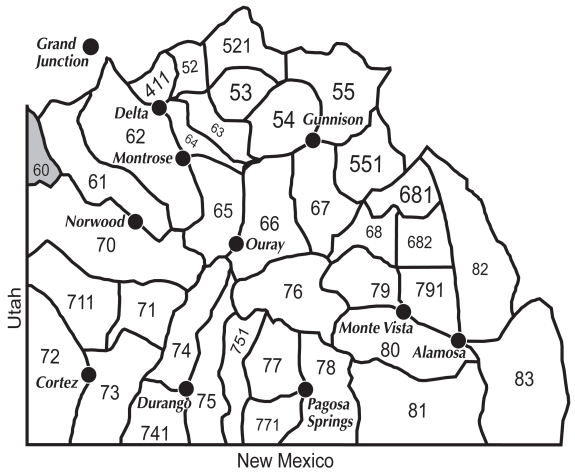 Grand
Junction
521
52
411
53
55
Delta
54
Gunnison
62
63
64
Montrose
551
60
61
681
65
66
67
Norwood
68
682
70
Ouray
82
76
79
791
711
71
Monte Vista
Utah
751
74
80
Alamosa
72
77
78
Cortez
73
83
Durango
75
Pagosa
Springs
81
741
771
New Mexico